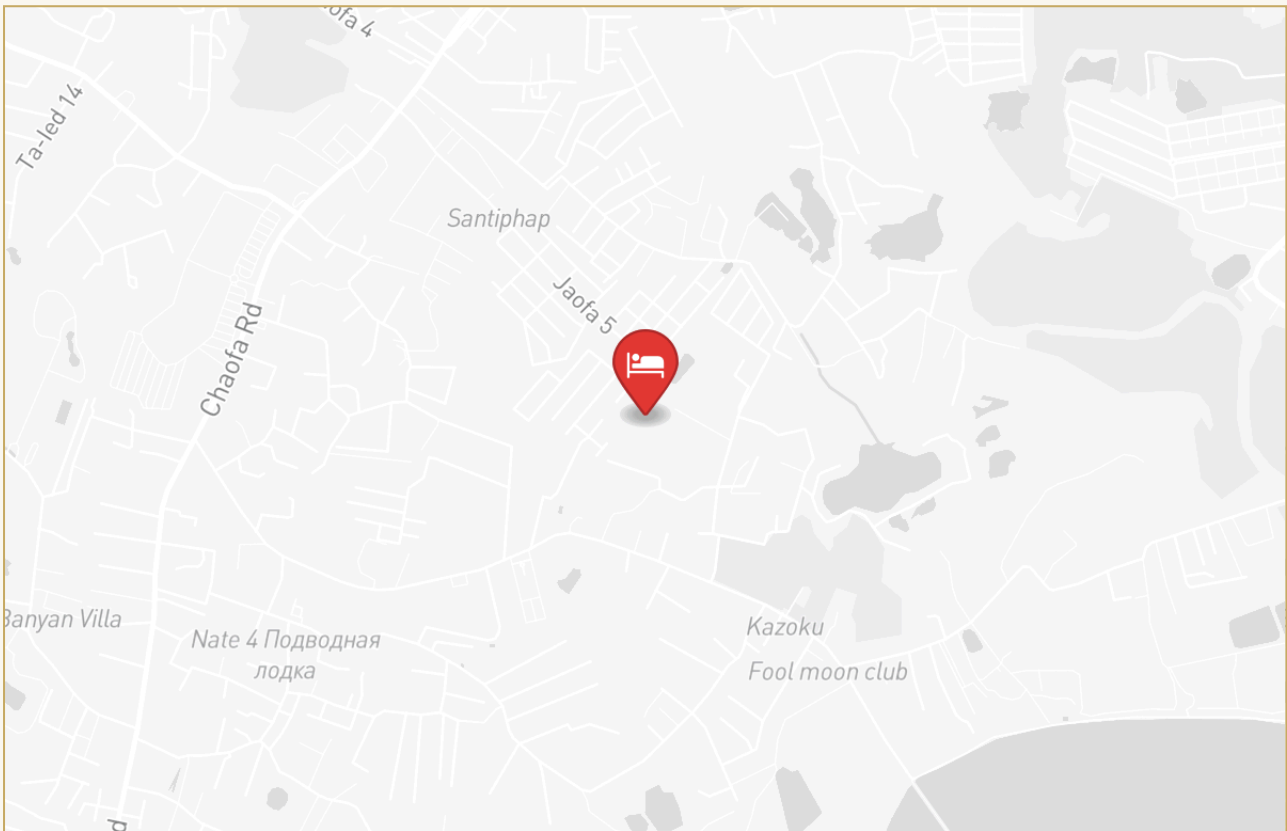 ofa 4
Ta-led 14
Santiphap
Jaofa 5
Chaofa Rd
Banyan Villa
Nate 4 Подводная
лодка
Kazoku
Fool moon club
d